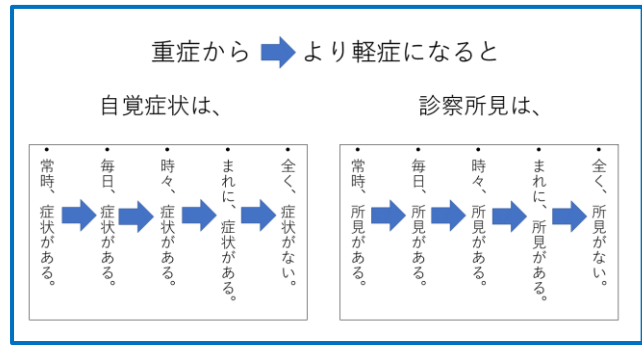 重症から より軽症になると
自覚症状は、
• 常時、症状がある。
• 毎日、症状がある。
• 時々、症状がある。
• まれに、症状がある。
• 全く、症状がない。
診察所見は、
• 常時、所見がある。
• 毎日、所見がある。
• 時々、所見がある。
• まれに、所見がある。
• 全く、所見がない。